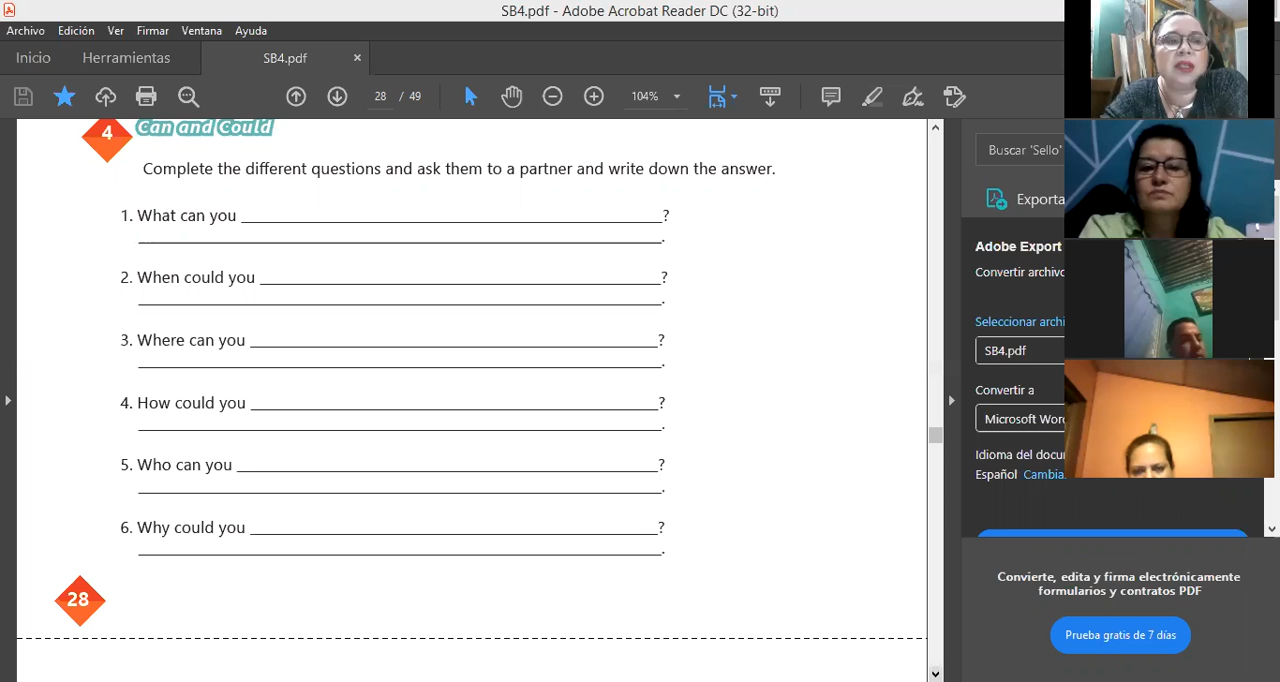 SB4.pdf - Adobe Acrobat Reader DC (32-bit)
Archivo Edición Ver Firmar Ventana Ayuda
Inicio Herramientas SB4.pdf ×
28 / 49 104%
4 Can and Could
Complete the different questions and ask them to a partner and write down the answer.
1. What can you ?
.
2. When could you ?
.
3. Where can you ?
.
4. How could you ?
.
5. Who can you ?
.
6. Why could you ?
.
28
Buscar 'Sello'
Exporta
Adobe Export
Convertir archivo
Seleccionar archi
SB4.pdf
Convertir a
Microsoft Word
Idioma del docu
Español Cambia
Convierte, edita y firma electrónicamente
formularios y contratos PDF
Prueba gratis de 7 días